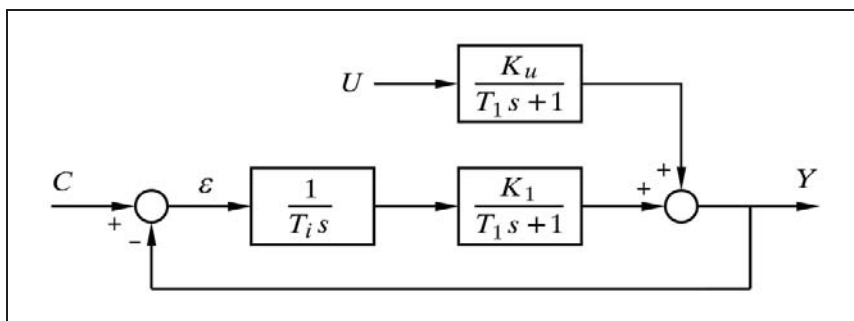 U
K_u
T_1 s + 1
+
C
ε
1
T_i s
K_1
T_1 s + 1
+
Y
+
−